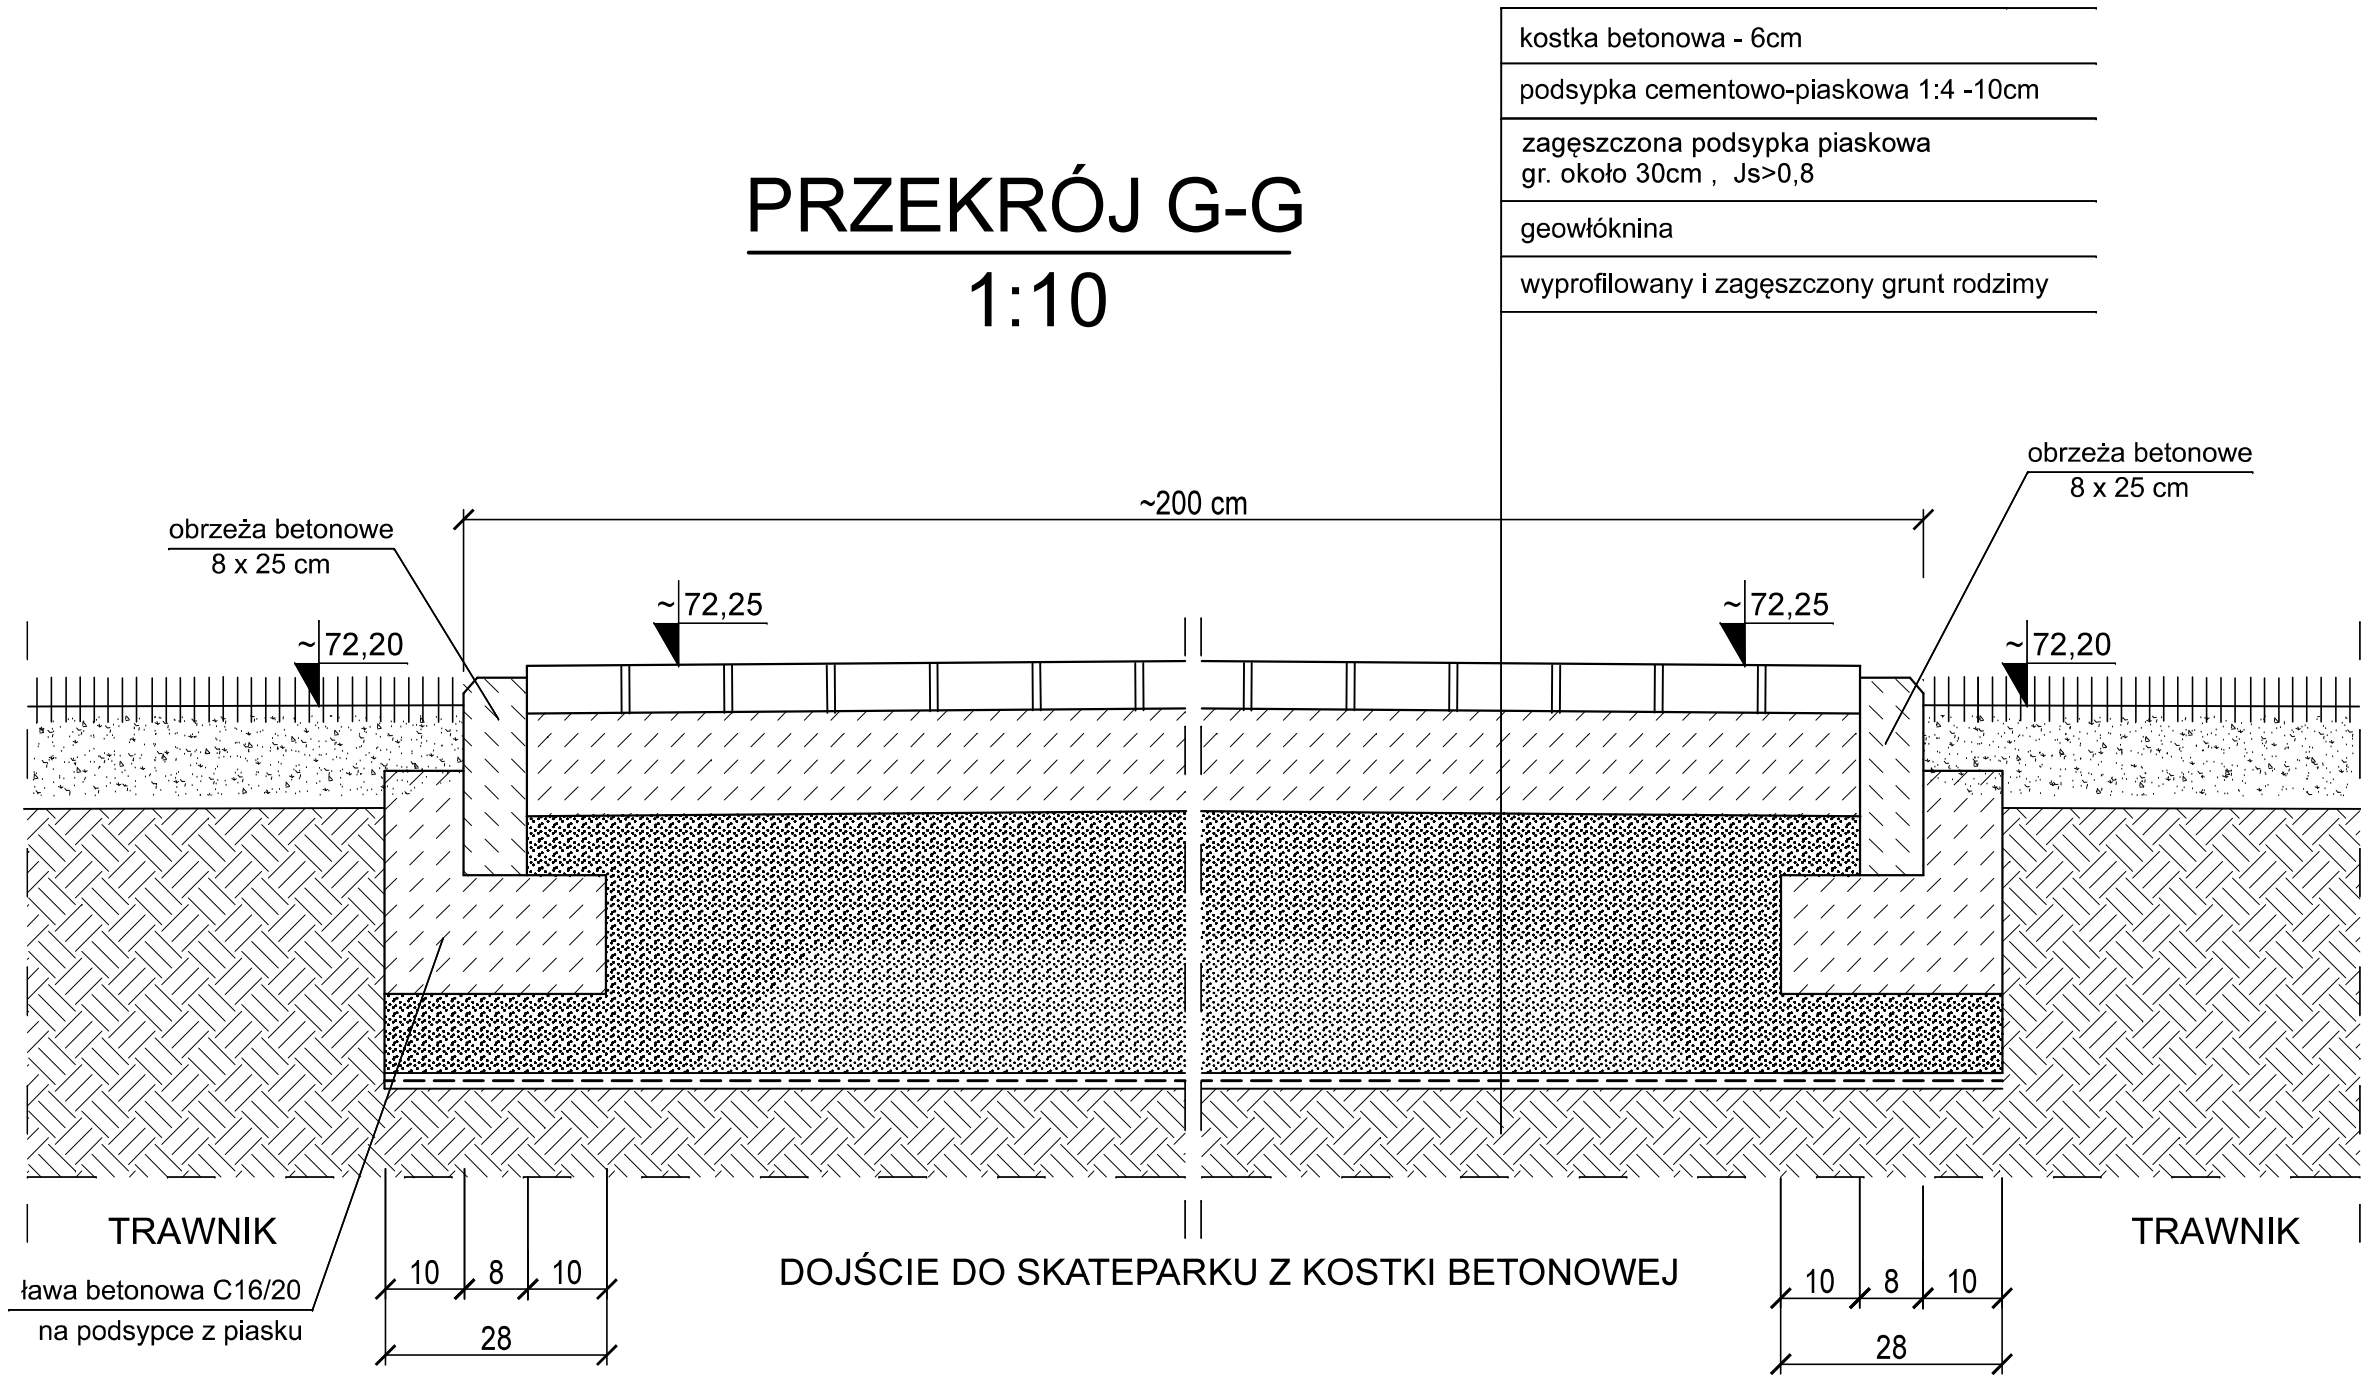 kostka betonowa - 6cm
podsypka cementowo-piaskowa 1:4 -10cm
zagęszczona podsypka piaskowa
gr. około 30cm , Js>0,8
geowłóknina
wyprofilowany i zagęszczony grunt rodzimy
PRZEKRÓJ G-G
1:10
obrzeża betonowe
8 x 25 cm
~200 cm
obrzeża betonowe
8 x 25 cm
~72,20
~72,25
~72,25
~72,20
TRAWNIK
TRAWNIK
DOJŚCIE DO SKATEPARKU Z KOSTKI BETONOWEJ
ława betonowa C16/20
na podsypce z piasku
10 8 10
28
10 8 10
28